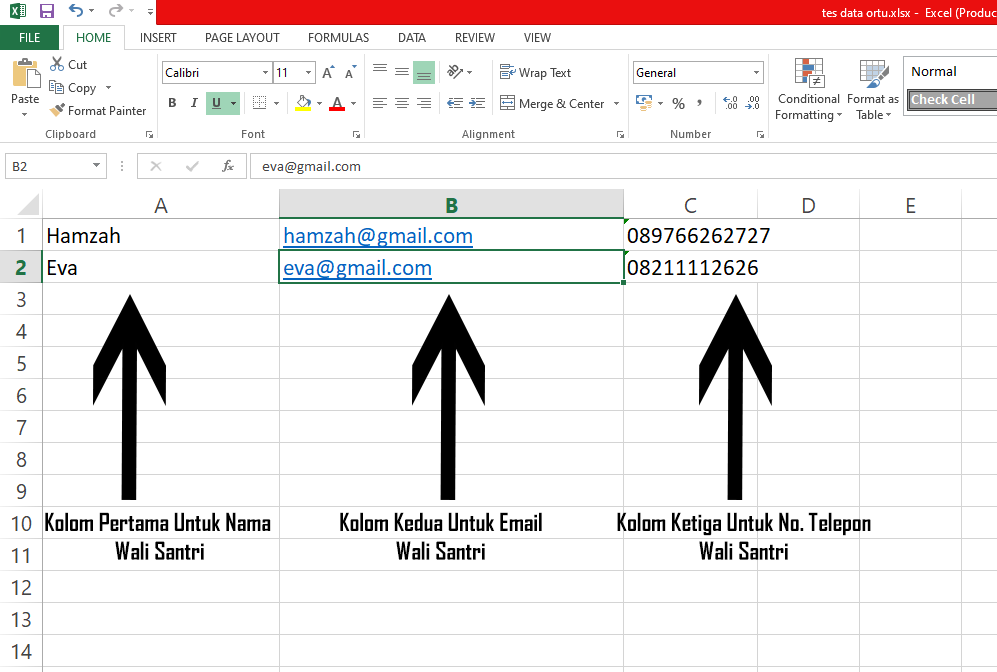 tes data ortu.xlsx - Excel (Produc
FILE HOME INSERT PAGE LAYOUT FORMULAS DATA REVIEW VIEW
Paste
Cut
Copy
Format Painter
Calibri 11
B I U A
Wrap Text
Merge & Center
General
% ,
Conditional Formatting
Format as Table
Normal
Check Cell
Clipboard Font Alignment Number
B2 fx eva@gmail.com
A B C D E
1 Hamzah hamzah@gmail.com 089766262727
2 Eva eva@gmail.com 08211112626
3
4
5
6
7
8
9
10
11
12
13
14
Kolom Pertama Untuk Nama
Wali Santri
Kolom Kedua Untuk Email
Wali Santri
Kolom Ketiga Untuk No. Telepon
Wali Santri